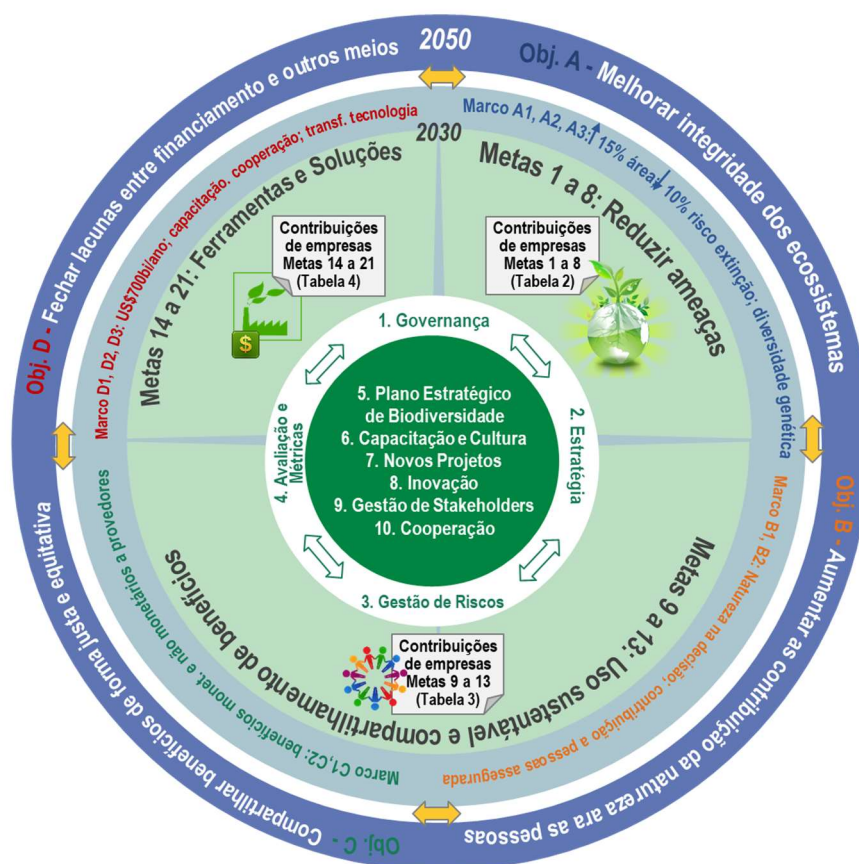 2050
Obj. A - Melhorar integridade dos ecossistemas
Obj. B - Aumentar as contribuição da natureza ara as pessoas
Obj. C - Compartilhar benefícios de forma justa e equitativa
Obj. D - Fechar lacunas entre financiamento e outros meios
2030
Marco A1, A2, A3:↑ 15% área;↓ 10% risco extinção; diversidade genética
Marco B1, B2: Natureza na decisão; contribuição a pessoas assegurada
Marco C1,C2: benefícios monet. e não monetários a provedores
Marco D1, D2, D3: US$700bi/ano; capacitação. cooperação; transf. tecnologia
Metas 1 a 8: Reduzir ameaças
Metas 9 a 13: Uso sustentável e compartilhamento de benefícios
Metas 14 a 21: Ferramentas e Soluções
Contribuições
de empresas
Metas 14 a 21
(Tabela 4)
$
Contribuições
de empresas
Metas 1 a 8
(Tabela 2)
1. Governança
2. Estratégia
3. Gestão de Riscos
4. Avaliação e
Métricas
5. Plano Estratégico
de Biodiversidade
6. Capacitação e Cultura
7. Novos Projetos
8. Inovação
9. Gestão de Stakeholders
10. Cooperação
Contribuições
de empresas
Metas 9 a 13
(Tabela 3)